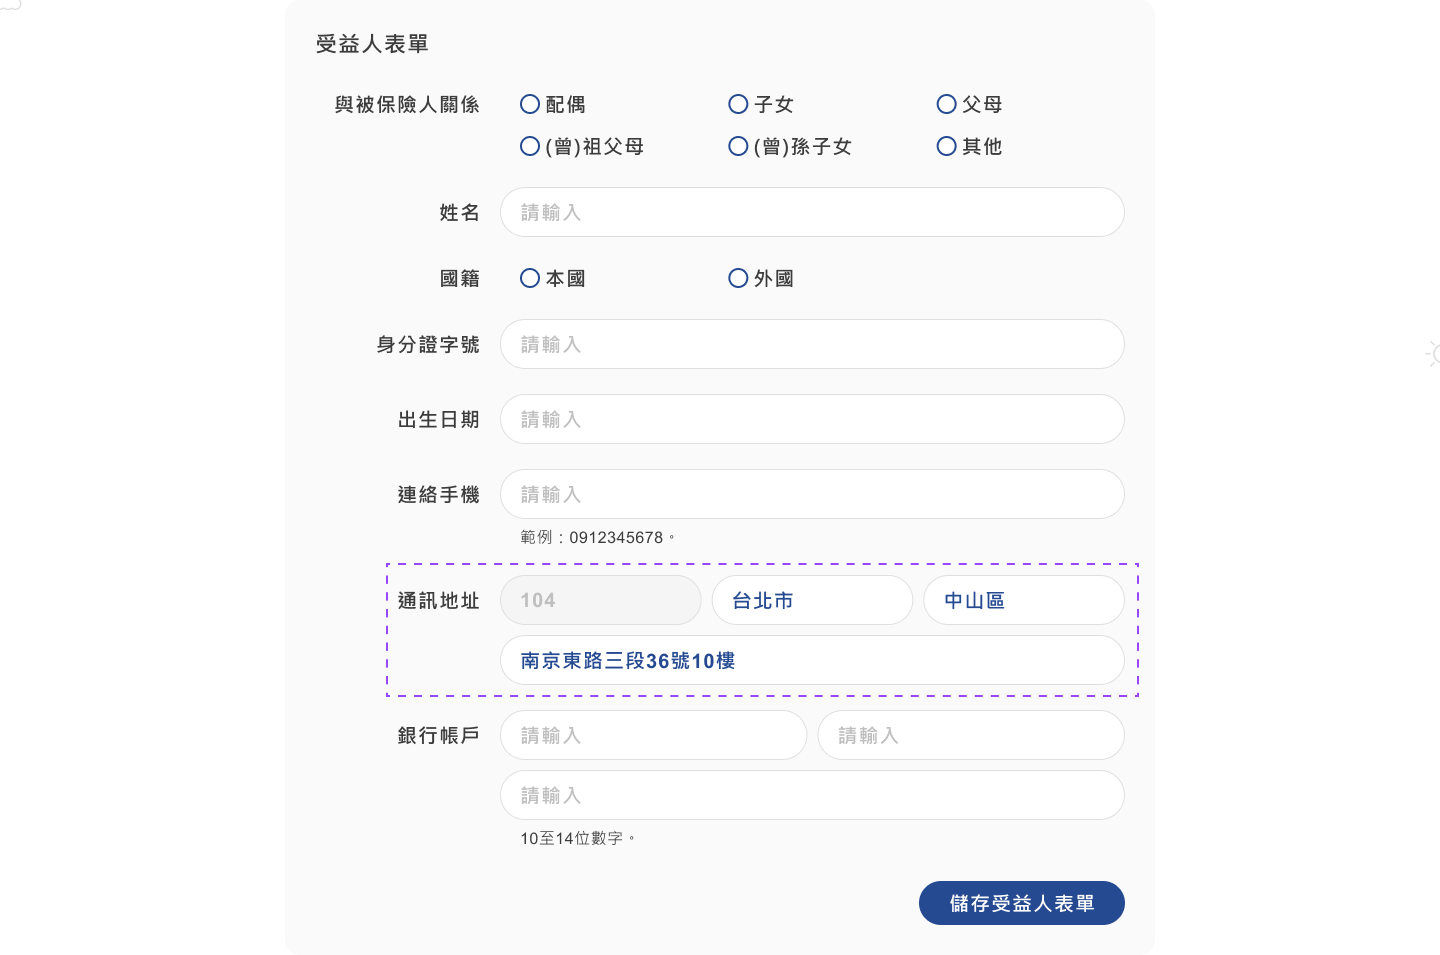 受益人表單
與被保險人關係 配偶 子女 父母
(曾)祖父母 (曾)孫子女 其他
姓名 請輸入
國籍 本國 外國
身分證字號 請輸入
出生日期 請輸入
連絡手機 請輸入
範例：0912345678。
通訊地址 104 台北市 中山區
南京東路三段36號10樓
銀行帳戶 請輸入 請輸入
請輸入
10至14位數字。
儲存受益人表單